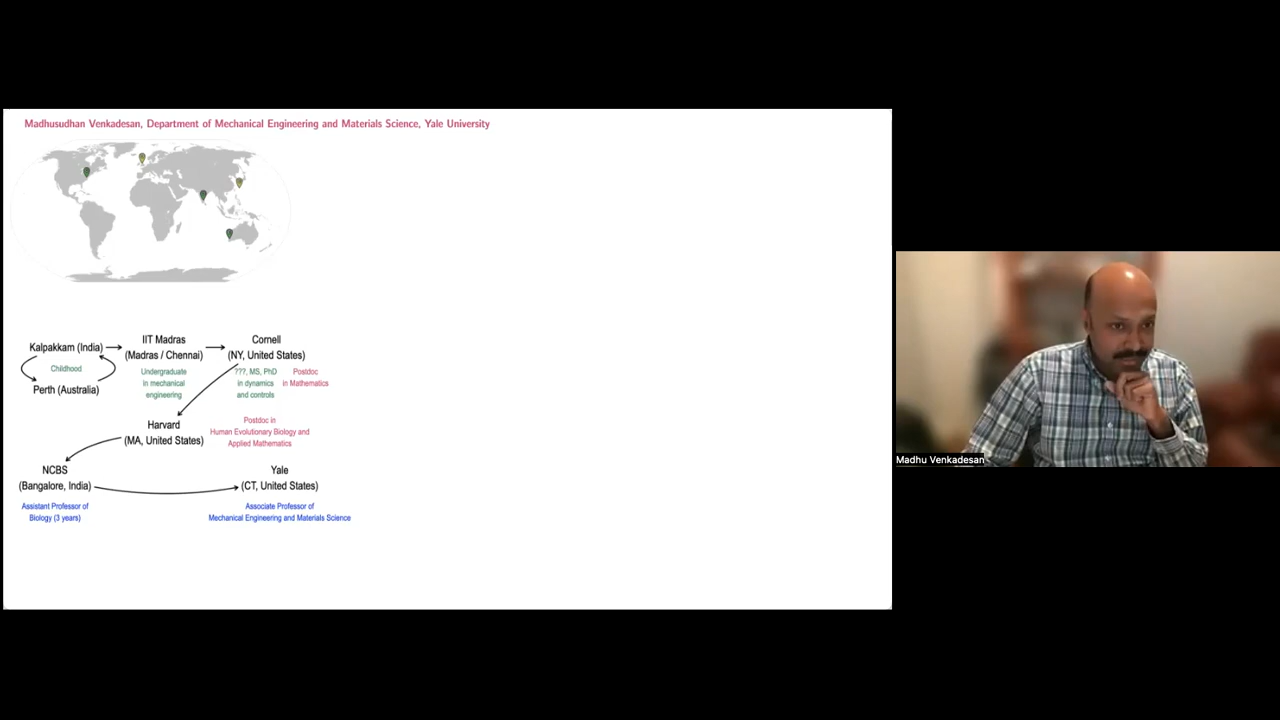 Madhusudhan Venkadesan, Department of Mechanical Engineering and Materials Science, Yale University
Kalpakkam (India)
Childhood
Perth (Australia)
IIT Madras
(Madras / Chennai)
Undergraduate
in mechanical
engineering
Cornell
(NY, United States)
???, MS, PhD
in dynamics
and controls
Postdoc
in Mathematics
Harvard
(MA, United States)
Postdoc in
Human Evolutionary Biology and
Applied Mathematics
NCBS
(Bangalore, India)
Assistant Professor of
Biology (3 years)
Yale
(CT, United States)
Associate Professor of
Mechanical Engineering and Materials Science
Madhu Venkadesan